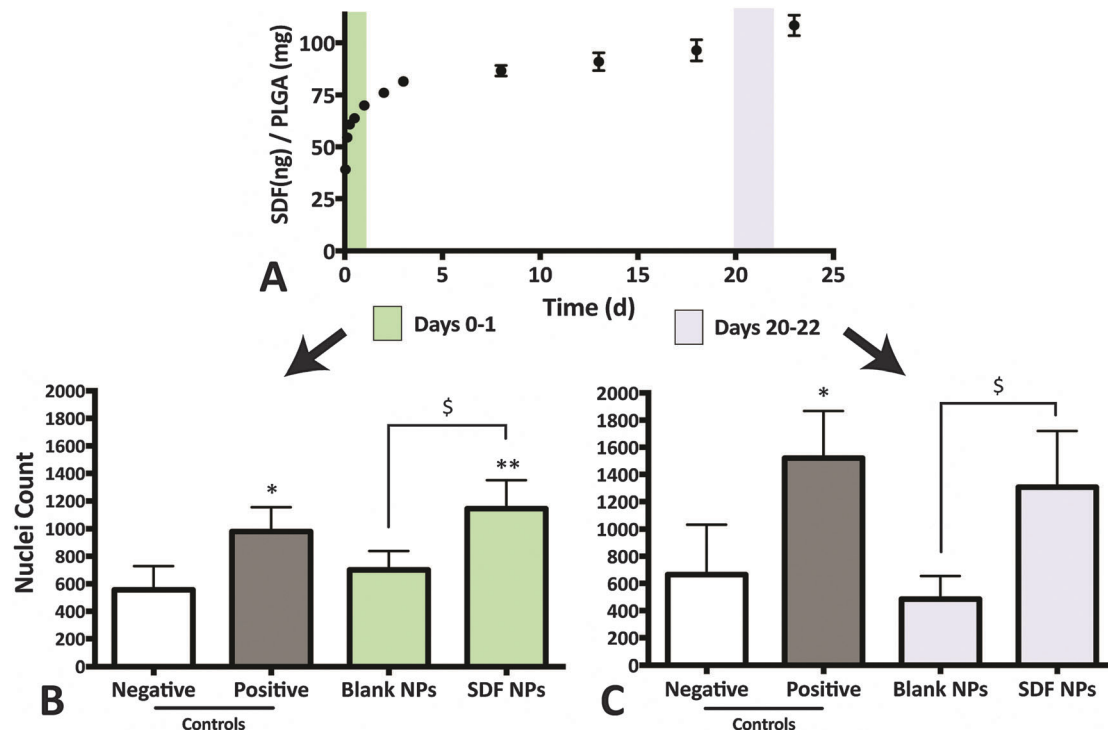 SDF(ng) / PLGA (mg)
100
75
50
25
0
0 5 10 15 20 25
A
Time (d)
Days 0-1
Days 20-22
Nuclei Count
2000
1800
1600
1400
1200
1000
800
600
400
200
0
*
$
**
Negative Positive Blank NPs SDF NPs
Controls
B
2000
1800
1600
1400
1200
1000
800
600
400
200
0
*
$
Negative Positive Blank NPs SDF NPs
Controls
C